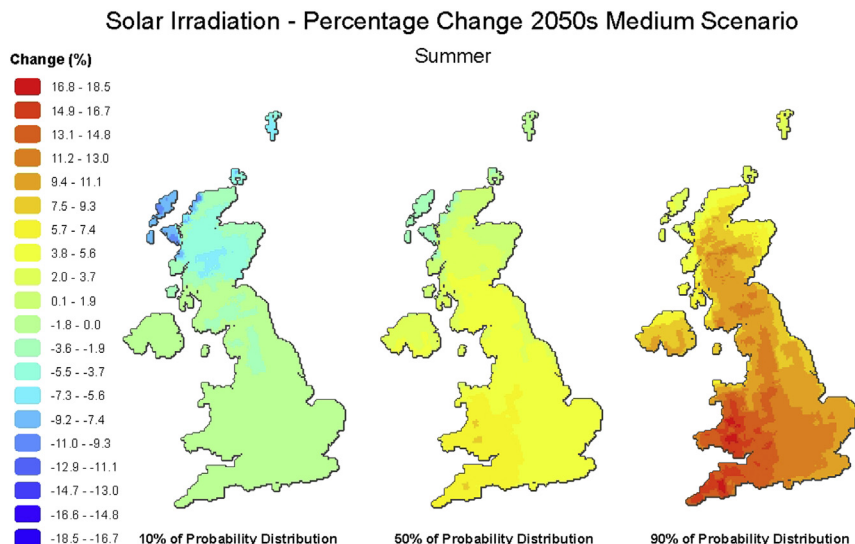 Solar Irradiation - Percentage Change 2050s Medium Scenario
Summer
Change (%)
16.8 - 18.5
14.9 - 16.7
13.1 - 14.8
11.2 - 13.0
9.4 - 11.1
7.5 - 9.3
5.7 - 7.4
3.8 - 5.6
2.0 - 3.7
0.1 - 1.9
-1.8 - 0.0
-3.6 - -1.9
-5.5 - -3.7
-7.3 - -5.6
-9.2 - -7.4
-11.0 - -9.3
-12.9 - -11.1
-14.7 - -13.0
-16.6 - -14.8
-18.5 - -16.7
10% of Probability Distribution
50% of Probability Distribution
90% of Probability Distribution